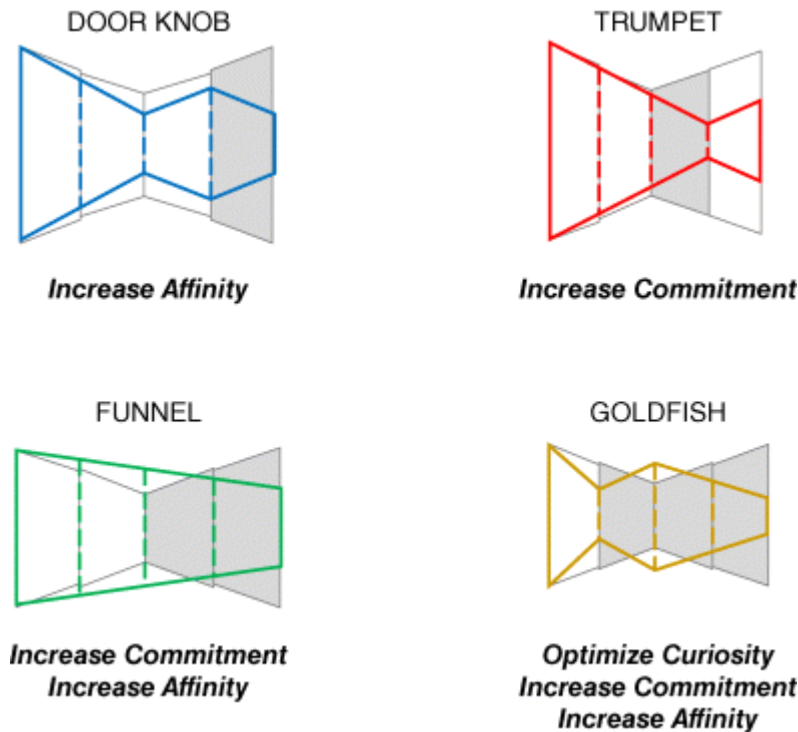 DOOR KNOB
Increase Affinity
TRUMPET
Increase Commitment
FUNNEL
Increase Commitment
Increase Affinity
GOLDFISH
Optimize Curiosity
Increase Commitment
Increase Affinity